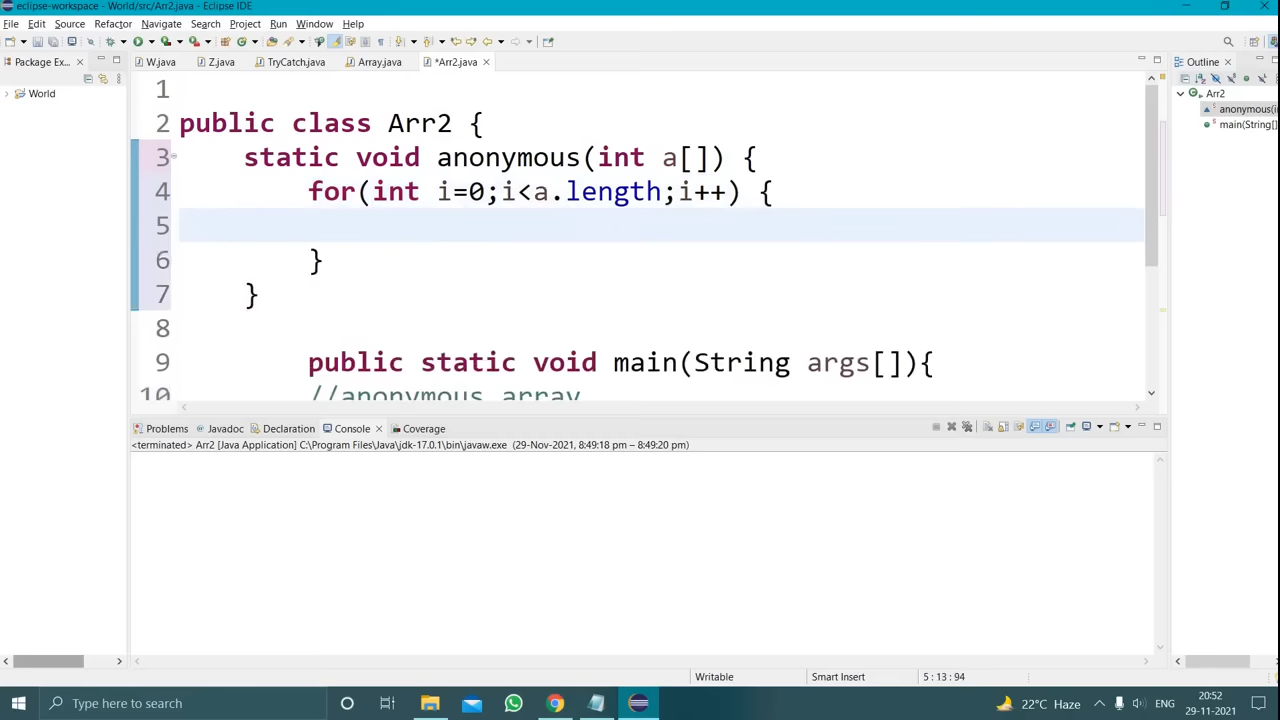 eclipse-workspace - World/src/Arr2.java - Eclipse IDE
File Edit Source Refactor Navigate Search Project Run Window Help
Package Ex... W.java Z.java TryCatch.java Array.java *Arr2.java Outline
World
Arr2
anonymous(i
main(String[]
1
2 public class Arr2 {
3 static void anonymous(int a[]) {
4 for(int i=0;i<a.length;i++) {
5
6 }
7 }
8
9 public static void main(String args[]){
10 //anonymous array
Problems Javadoc Declaration Console Coverage
<terminated> Arr2 [Java Application] C:\Program Files\Java\jdk-17.0.1\bin\javaw.exe (29-Nov-2021, 8:49:18 pm – 8:49:20 pm)
Writable Smart Insert 5 : 13 : 94
Type here to search 22°C Haze ENG 20:52
29-11-2021